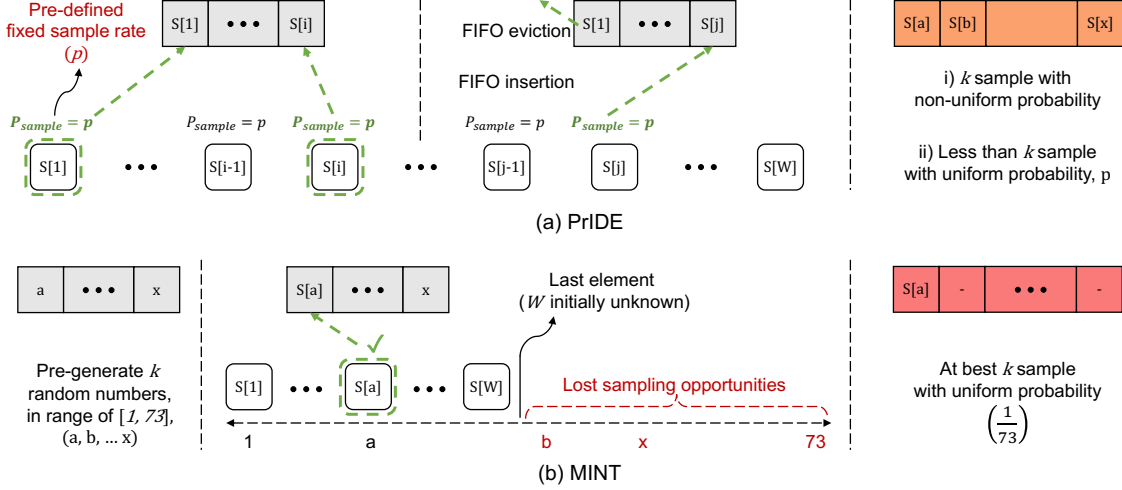 Pre-defined
fixed sample rate
(p)
S[1] ••• S[i]
P_sample = p
P_sample = p
P_sample = p
S[1] ••• S[i-1] S[i] •••
FIFO eviction
S[1] ••• S[j]
FIFO insertion
P_sample = p
P_sample = p
S[j-1] S[j] ••• S[W]
S[a] S[b] S[x]
i) k sample with
non-uniform probability
ii) Less than k sample
with uniform probability, p
(a) PrIDE
a ••• x
Pre-generate k
random numbers,
in range of [1, 73],
(a, b, ... x)
S[a] ••• x
Last element
(W initially unknown)
S[1] ••• S[a] ••• S[W]
Lost sampling opportunities
1 a b x 73
S[a] - ••• -
At best k sample
with uniform probability
(1/73)
(b) MINT